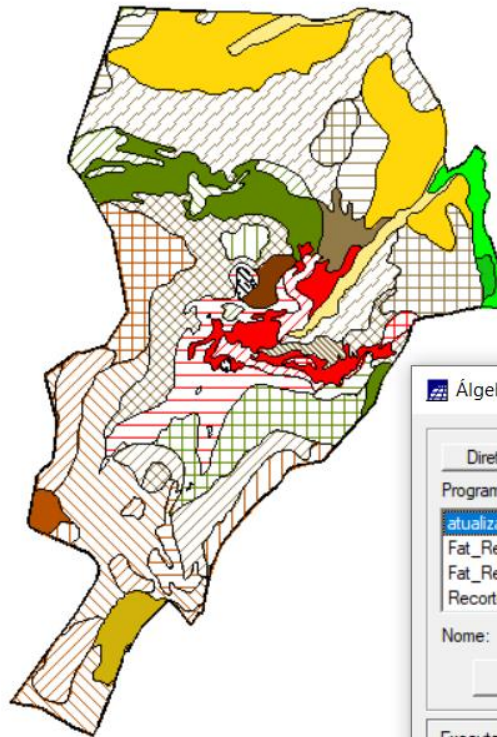 Álgel
Diret
Program
atualiza
Fat_Re
Fat_Re
Recort
Nome: